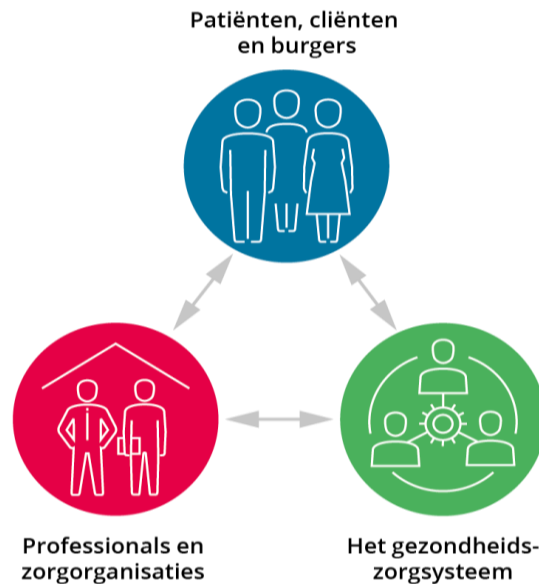 Patiënten, cliënten
en burgers
Professionals en
zorgorganisaties
Het gezondheids-
zorgsysteem